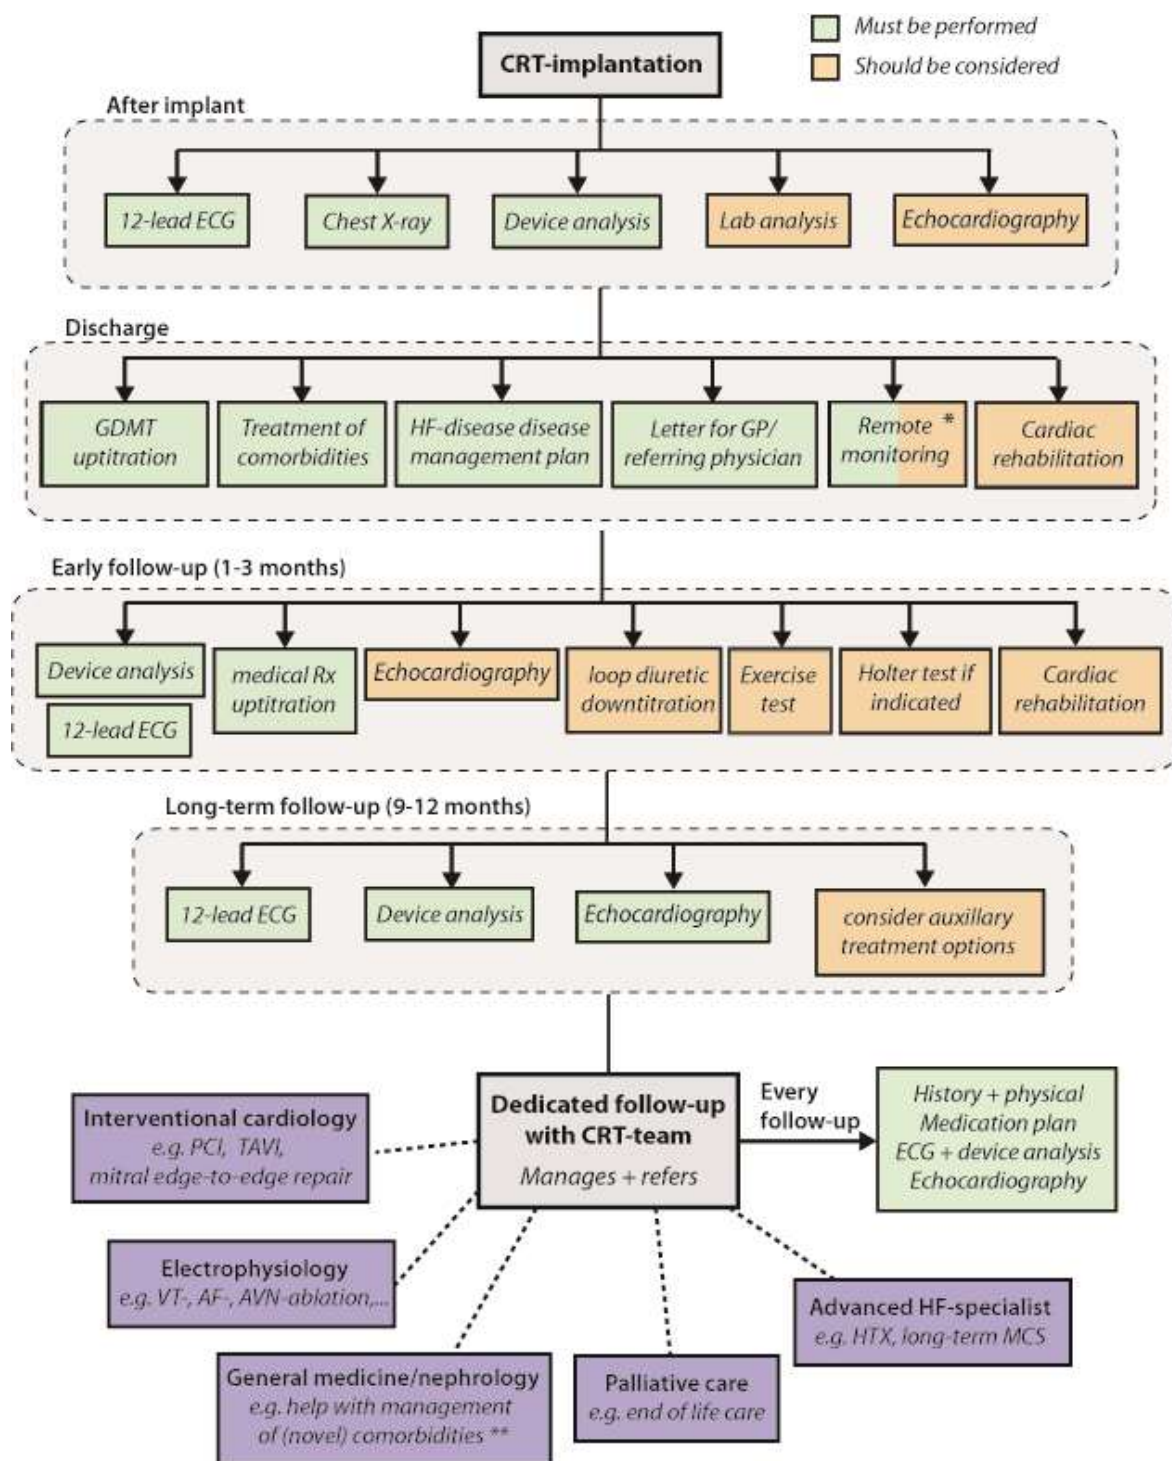 Must be performed
Should be considered
CRT-implantation
After implant
12-lead ECG
Chest X-ray
Device analysis
Lab analysis
Echocardiography
Discharge
GDMT
uptitration
Treatment of
comorbidities
HF-disease disease
management plan
Letter for GP/
referring physician
Remote *
monitoring
Cardiac
rehabilitation
Early follow-up (1-3 months)
Device analysis
12-lead ECG
medical Rx
uptitration
Echocardiography
loop diuretic
downtitration
Exercise
test
Holter test if
indicated
Cardiac
rehabilitation
Long-term follow-up (9-12 months)
12-lead ECG
Device analysis
Echocardiography
consider auxillary
treatment options
Dedicated follow-up
with CRT-team
Manages + refers
Every
follow-up
History + physical
Medication plan
ECG + device analysis
Echocardiography
Interventional cardiology
e.g. PCI, TAVI,
mitral edge-to-edge repair
Electrophysiology
e.g. VT-, AF-, AVN-ablation,...
General medicine/nephrology
e.g. help with management
of (novel) comorbidities **
Palliative care
e.g. end of life care
Advanced HF-specialist
e.g. HTX, long-term MCS